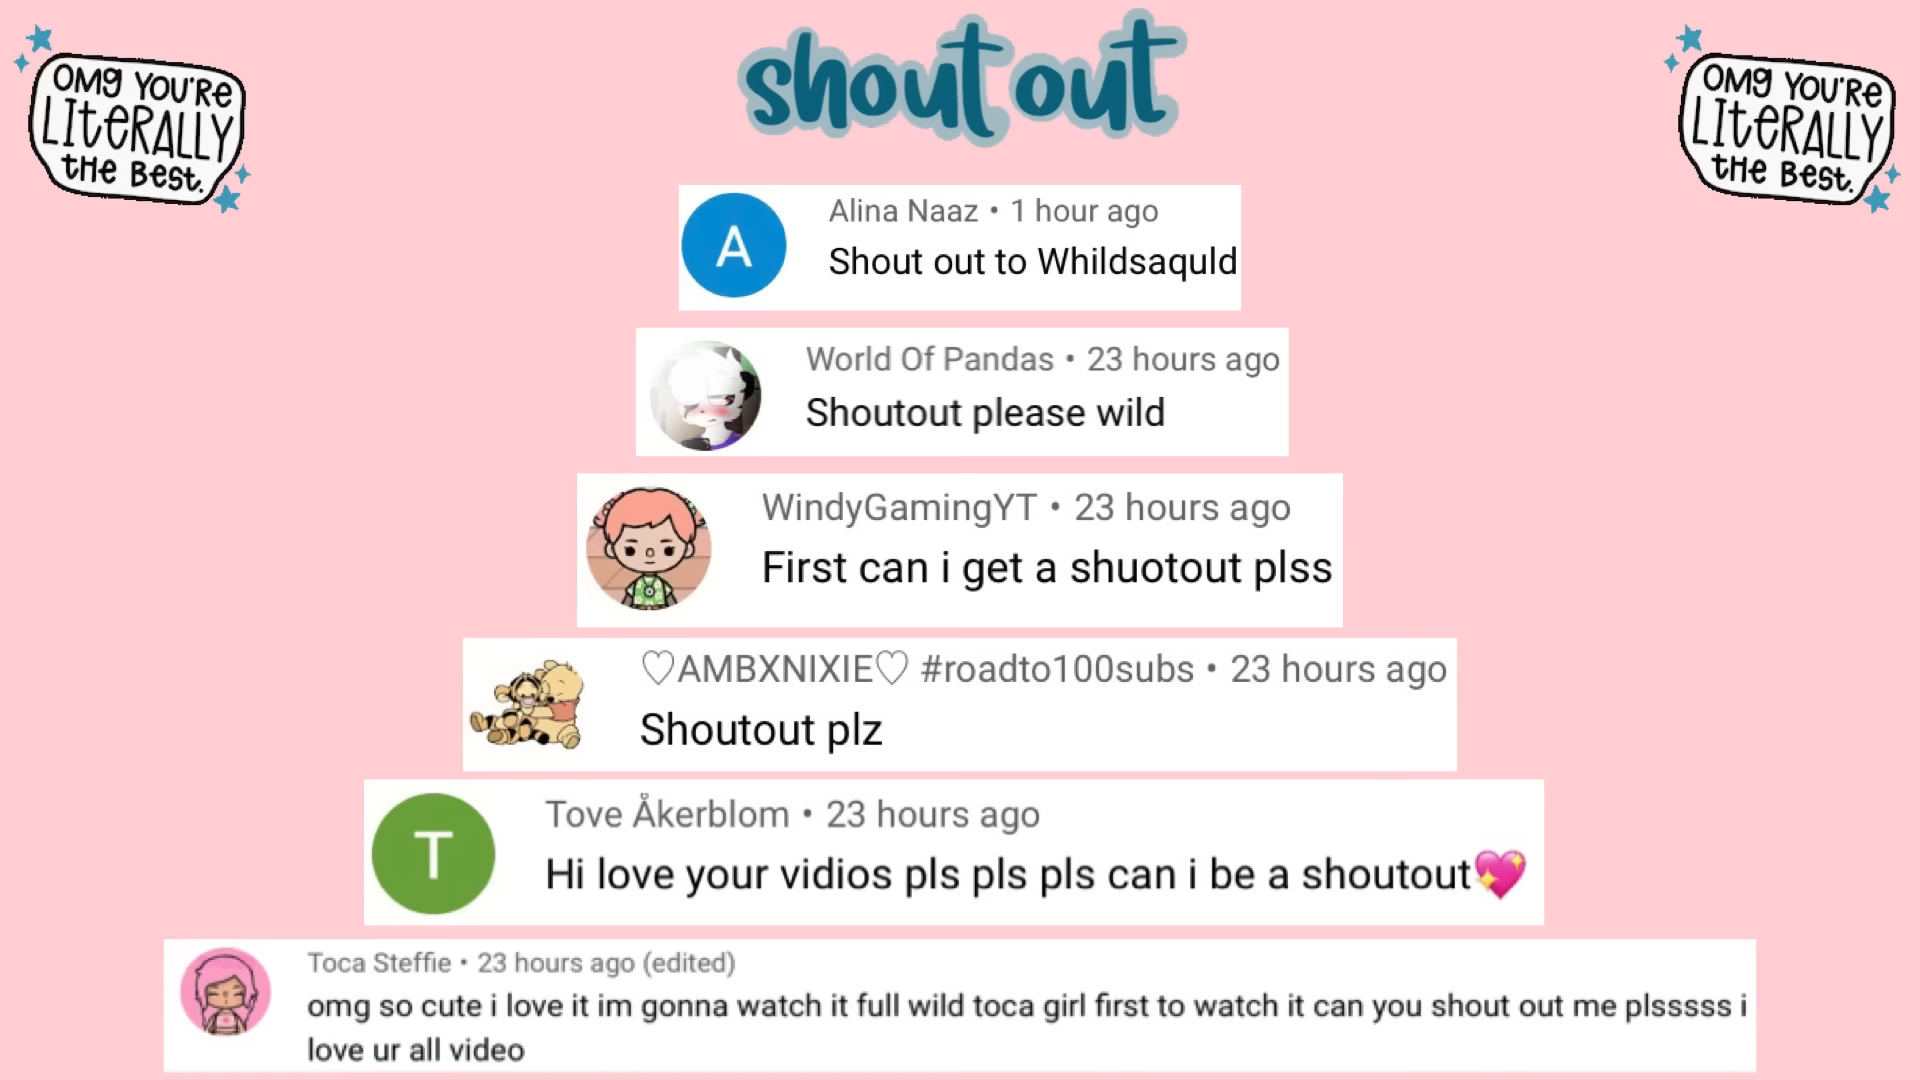 shout out
OMG YOU'RE
LITERALLY
THE BEST.
OMG YOU'RE
LITERALLY
THE BEST.
A
Alina Naaz • 1 hour ago
Shout out to Whildsaquld
World Of Pandas • 23 hours ago
Shoutout please wild
WindyGamingYT • 23 hours ago
First can i get a shuotout plss
♡AMBXNIXIE♡ #roadto100subs • 23 hours ago
Shoutout plz
T
Tove Åkerblom • 23 hours ago
Hi love your vidios pls pls pls can i be a shoutout💖
Toca Steffie • 23 hours ago (edited)
omg so cute i love it im gonna watch it full wild toca girl first to watch it can you shout out me plsssss i
love ur all video